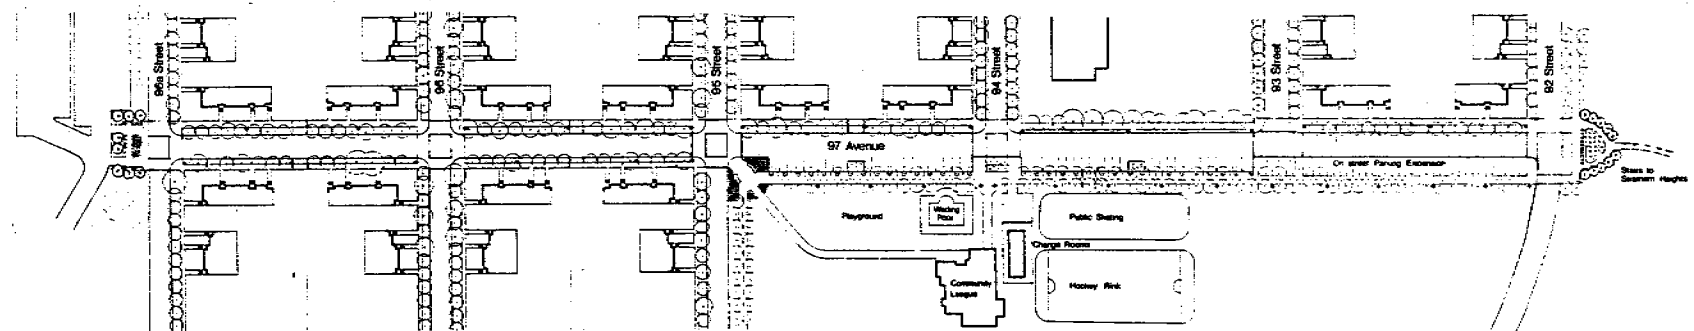 96a Street
96 Street
95 Street
94 Street
93 Street
92 Street
97 Avenue
On street Parking Expansion
Stairs to
Heights
Playground
Wading
Pool
Public Skating
Change Rooms
Community
League
Hockey Rink